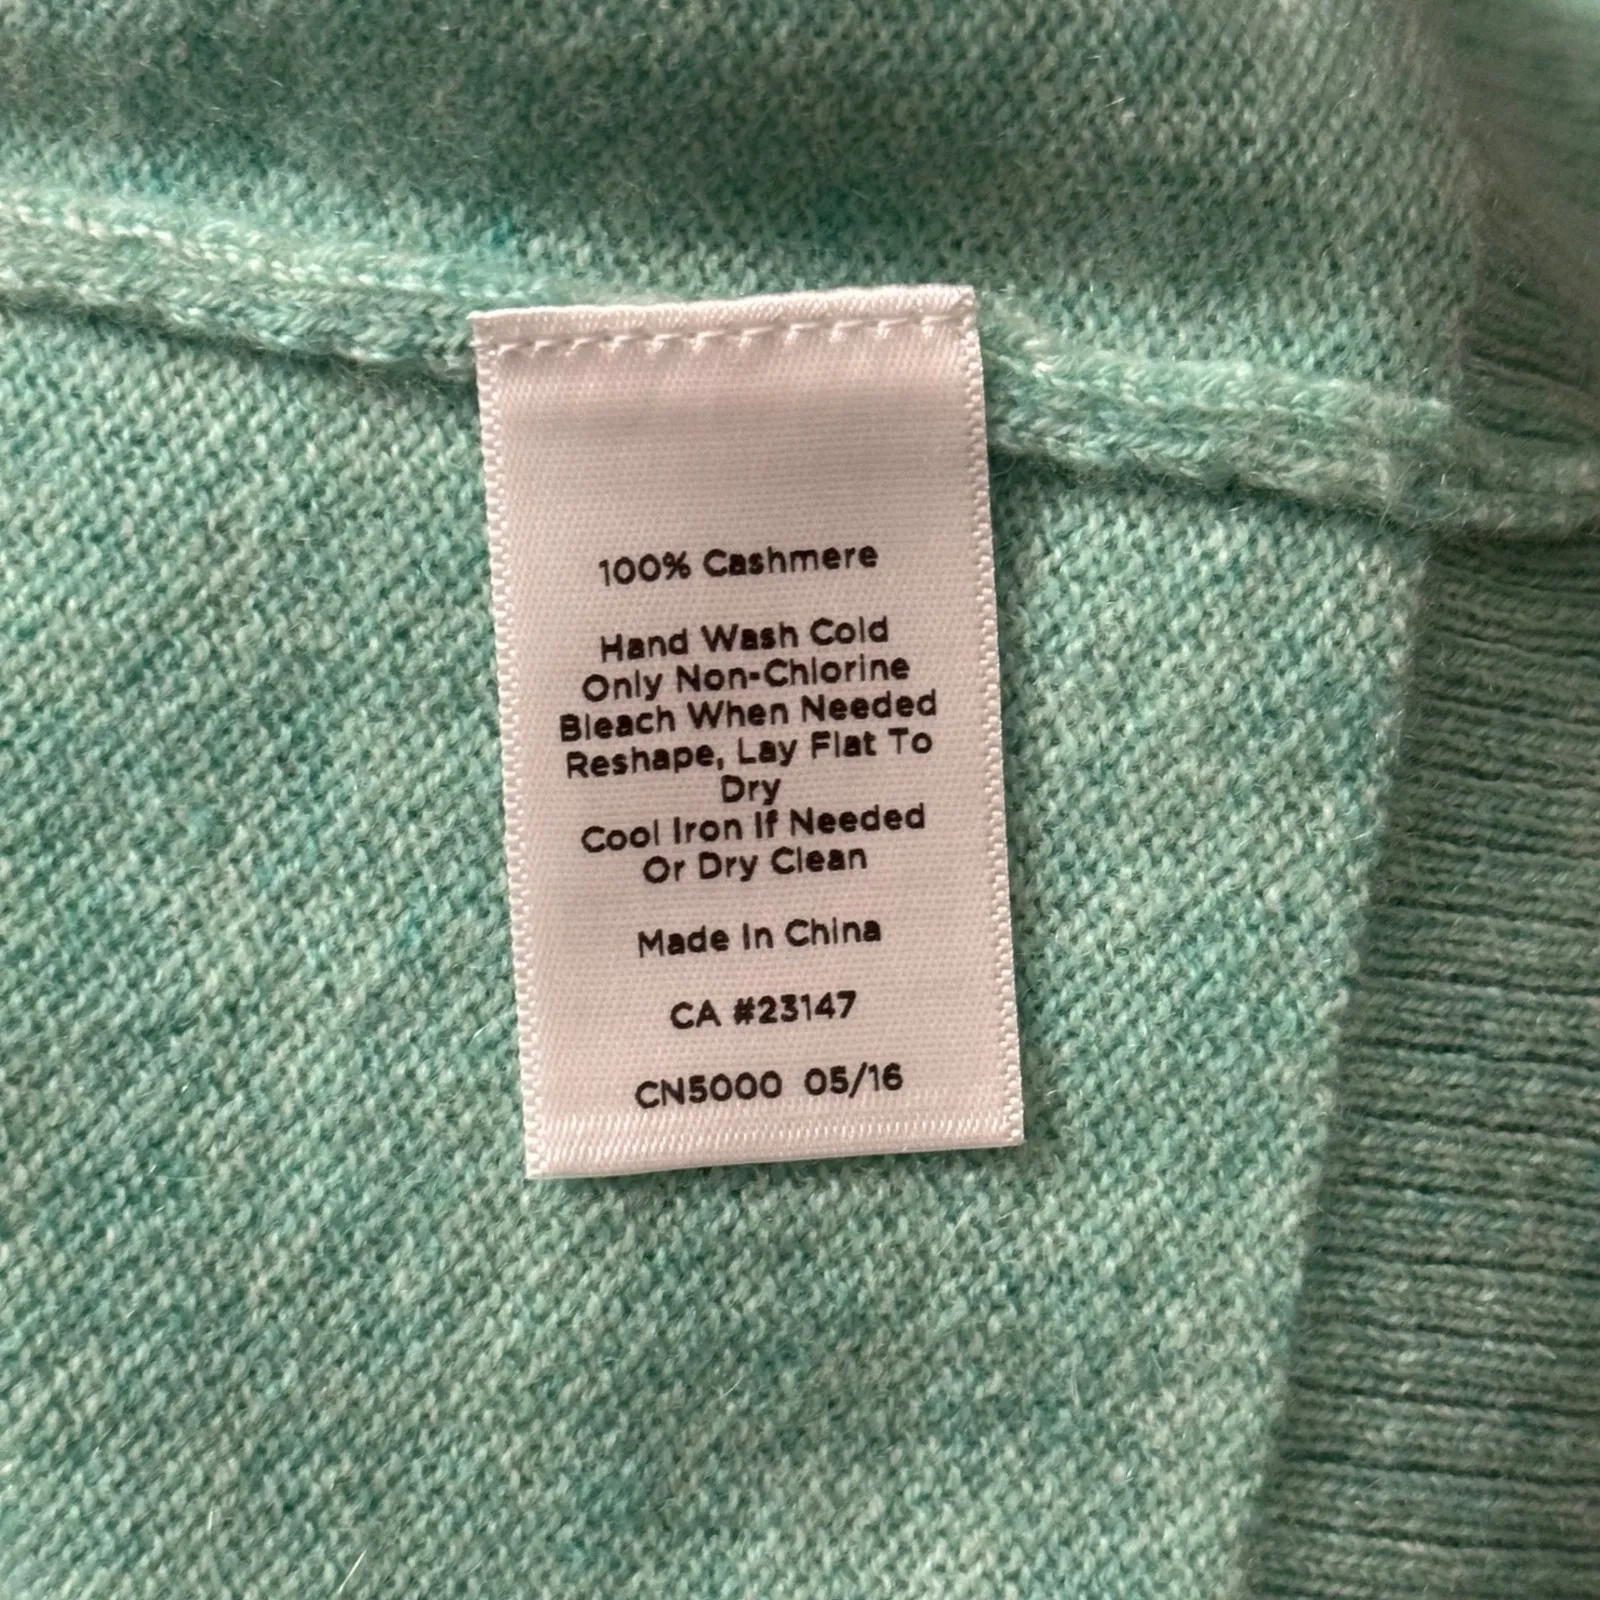 100% Cashmere
Hand Wash Cold
Only Non-Chlorine
Bleach When Needed
Reshape, Lay Flat To
Dry
Cool Iron If Needed
Or Dry Clean
Made In China
CA #23147
CN5000 05/16